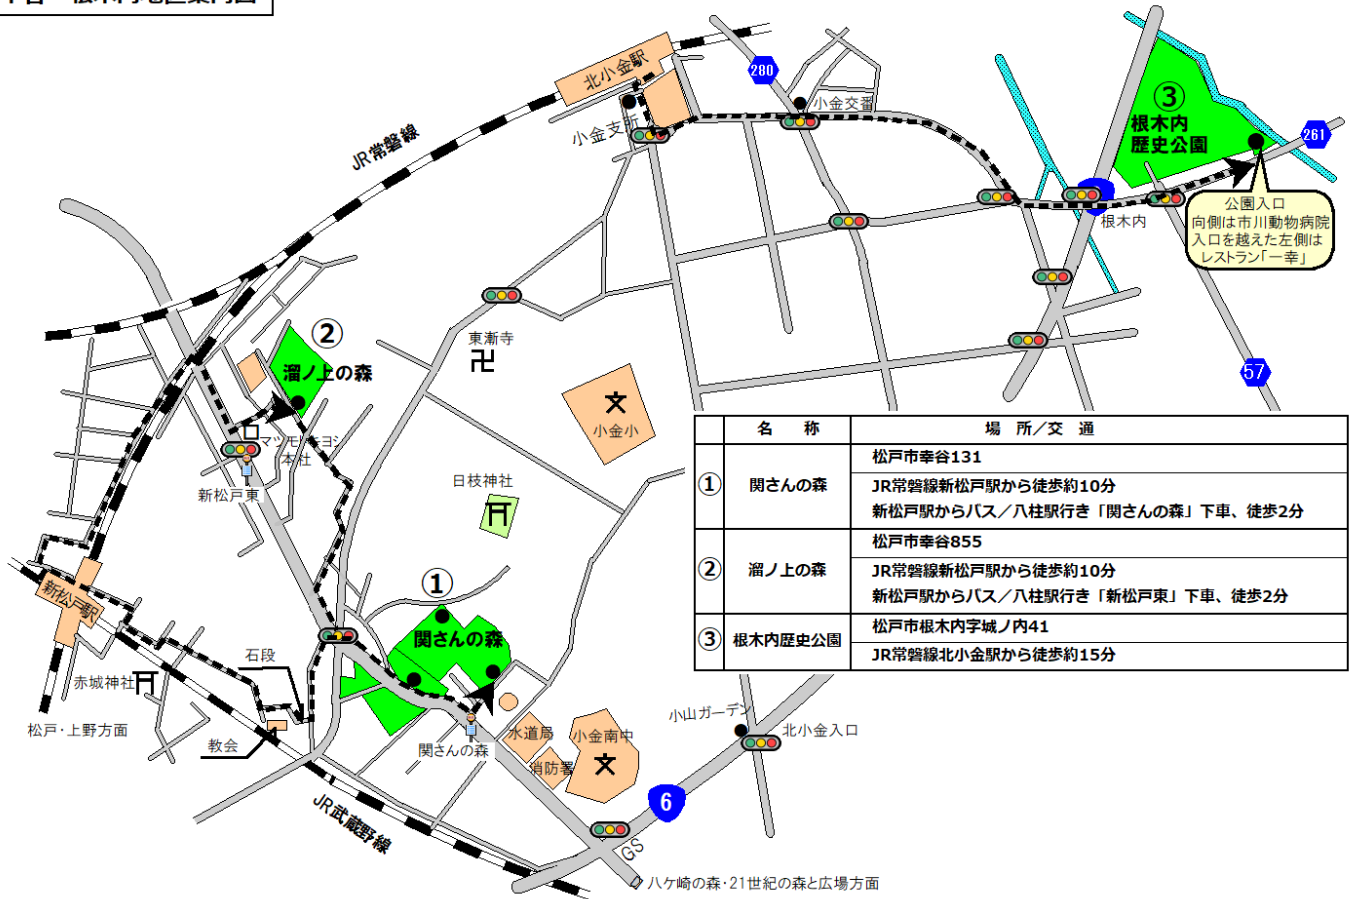 根木内地区案内図
北小金駅
JR常磐線
小金支所
280
小金交番
③
根木内
歴史公園
261
根木内
公園入口
向側は市川動物病院
入口を越えた左側は
レストラン「一幸」
57
②
溜ノ上の森
マツモトキヨシ
本社
新松戸東
東漸寺
卍
文
小金小
日枝神社
①
関さんの森
新松戸駅
赤城神社
石段
教会
松戸・上野方面
JR武蔵野線
関さんの森
水道局
消防署
小金南中
文
小山ガーデン
北小金入口
6
GS
八ケ崎の森・21世紀の森と広場方面
名　称　場　所／交　通
① 関さんの森 松戸市幸谷131
JR常磐線新松戸駅から徒歩約10分
新松戸駅からバス／八柱駅行き「関さんの森」下車、徒歩2分
② 溜ノ上の森 松戸市幸谷855
JR常磐線新松戸駅から徒歩約10分
新松戸駅からバス／八柱駅行き「新松戸東」下車、徒歩2分
③ 根木内歴史公園 松戸市根木内字城ノ内41
JR常磐線北小金駅から徒歩約15分